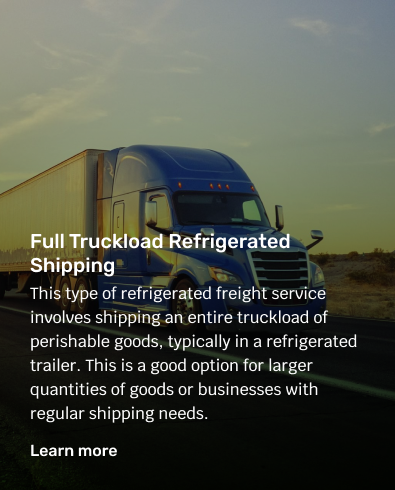 Full Truckload Refrigerated
Shipping
This type of refrigerated freight service
involves shipping an entire truckload of
perishable goods, typically in a refrigerated
trailer. This is a good option for larger
quantities of goods or businesses with
regular shipping needs.
Learn more